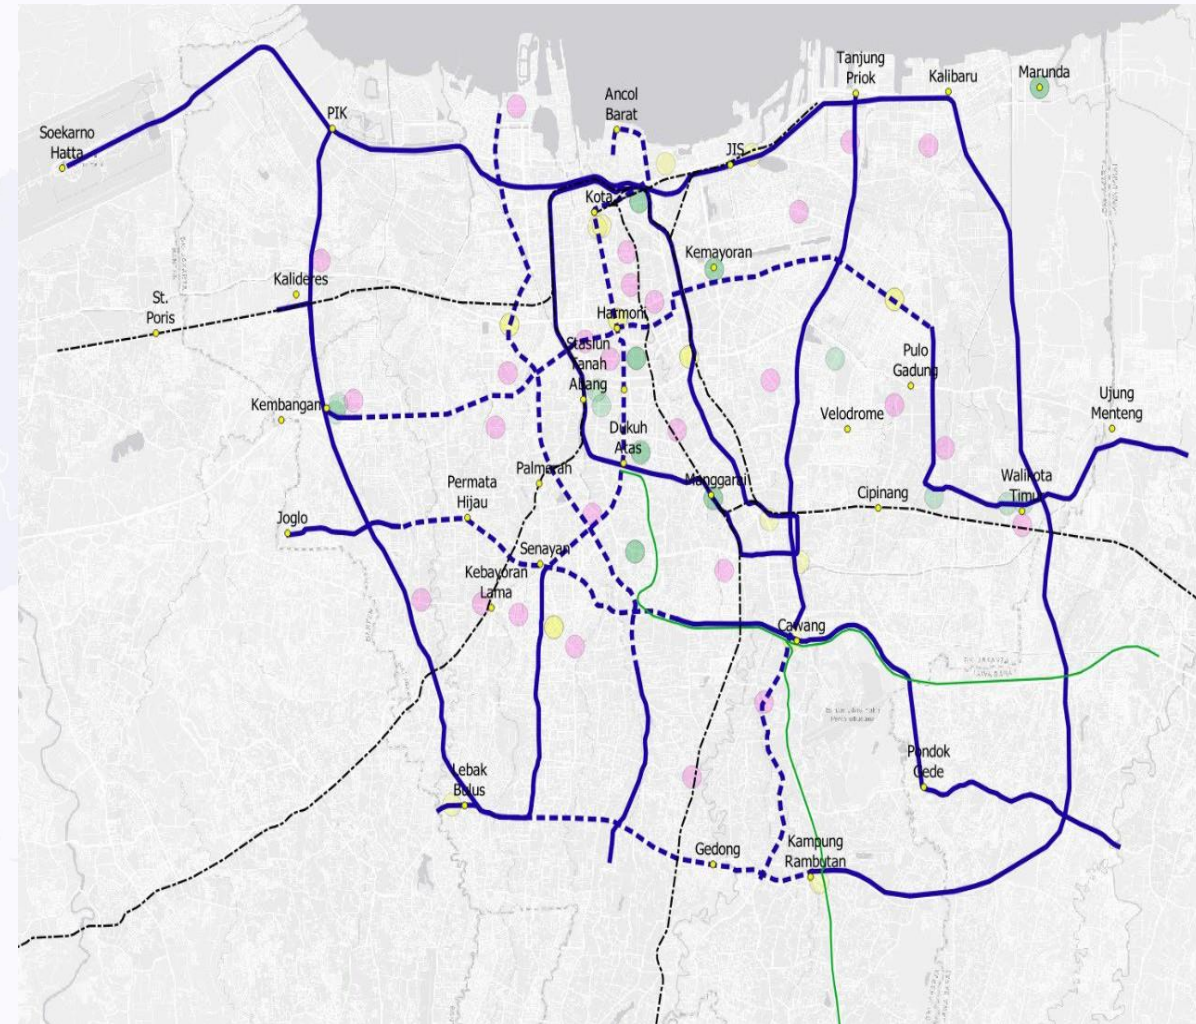 Tanjung
Priok
Kalibaru
Marunda
Ancol
Barat
PIK
Soekarno
Hatta
JIS
Kota
Kemayoran
Kalideres
St.
Poris
Harmoni
Stasiun
Tanah
Abang
Pulo
Gadung
Kembangan
Velodrome
Ujung
Menteng
Dukuh
Atas
Palmerah
Manggarai
Permata
Hijau
Cipinang
Walikota
Timur
Joglo
Senayan
Kebayoran
Lama
Cawang
Pondok
Gede
Lebak
Bulus
Gedong
Kampung
Rambutan